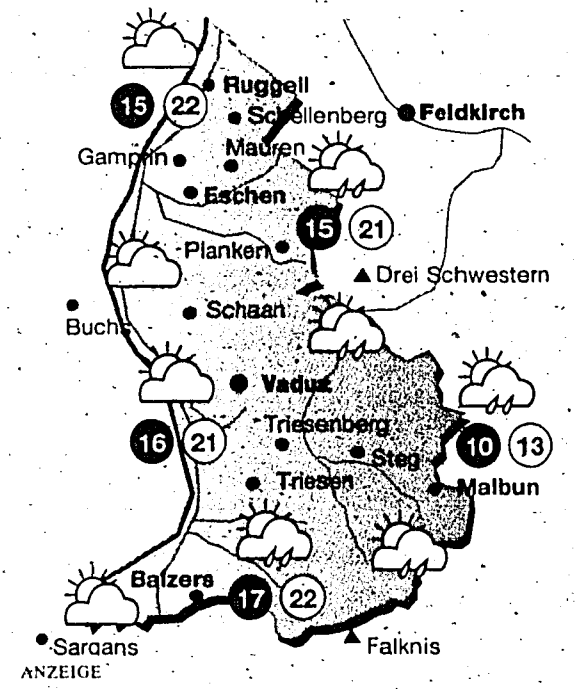 Ruggell
15 22
Schellenberg
Feldkirch
Mauren
Gamprin
Eschen
15 21
Planken
Drei Schwestern
Schaan
Buchs
Vaduz
Triesenberg
16 21
10 13
Steg
Triesen
Malbun
Balzers
17 22
Sargans
Falknis
ANZEIGE